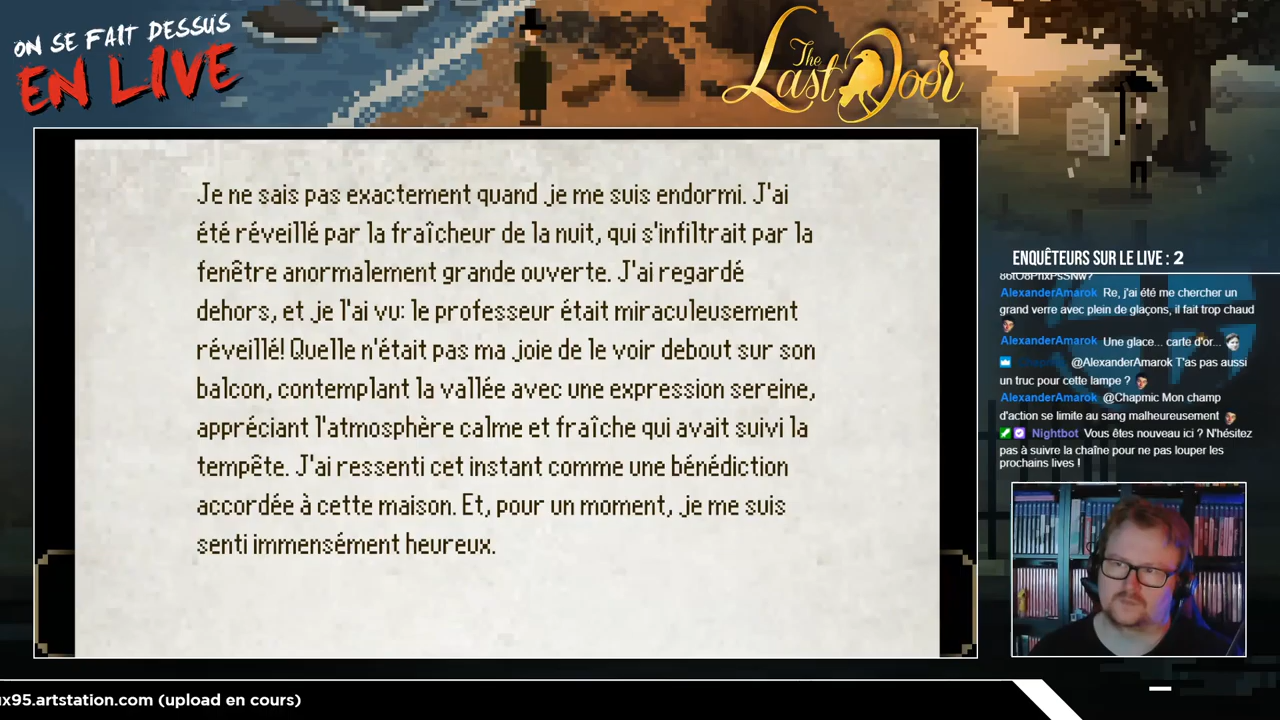 ON SE FAIT DESSUS
EN LIVE
The
Last Door
Je ne sais pas exactement quand je me suis endormi. J'ai
été réveillé par la fraîcheur de la nuit, qui s'infiltrait par la
fenêtre anormalement grande ouverte. J'ai regardé
dehors, et je l'ai vu: le professeur était miraculeusement
réveillé! Quelle n'était pas ma joie de le voir debout sur son
balcon, contemplant la vallée avec une expression sereine,
appréciant l'atmosphère calme et fraîche qui avait suivi la
tempête. J'ai ressenti cet instant comme une bénédiction
accordée à cette maison. Et, pour un moment, je me suis
senti immensément heureux.
ENQUÊTEURS SUR LE LIVE : 2
AlexanderAmarok Re, j'ai été me chercher un
grand verre avec plein de glaçons, il fait trop chaud
AlexanderAmarok Une glace... carte d'or...
@AlexanderAmarok T'as pas aussi
un truc pour cette lampe ?
AlexanderAmarok @Chapmic Mon champ
d'action se limite au sang malheureusement
Nightbot Vous êtes nouveau ici ? N'hésitez
pas à suivre la chaîne pour ne pas louper les
prochains lives !
ux95.artstation.com (upload en cours)